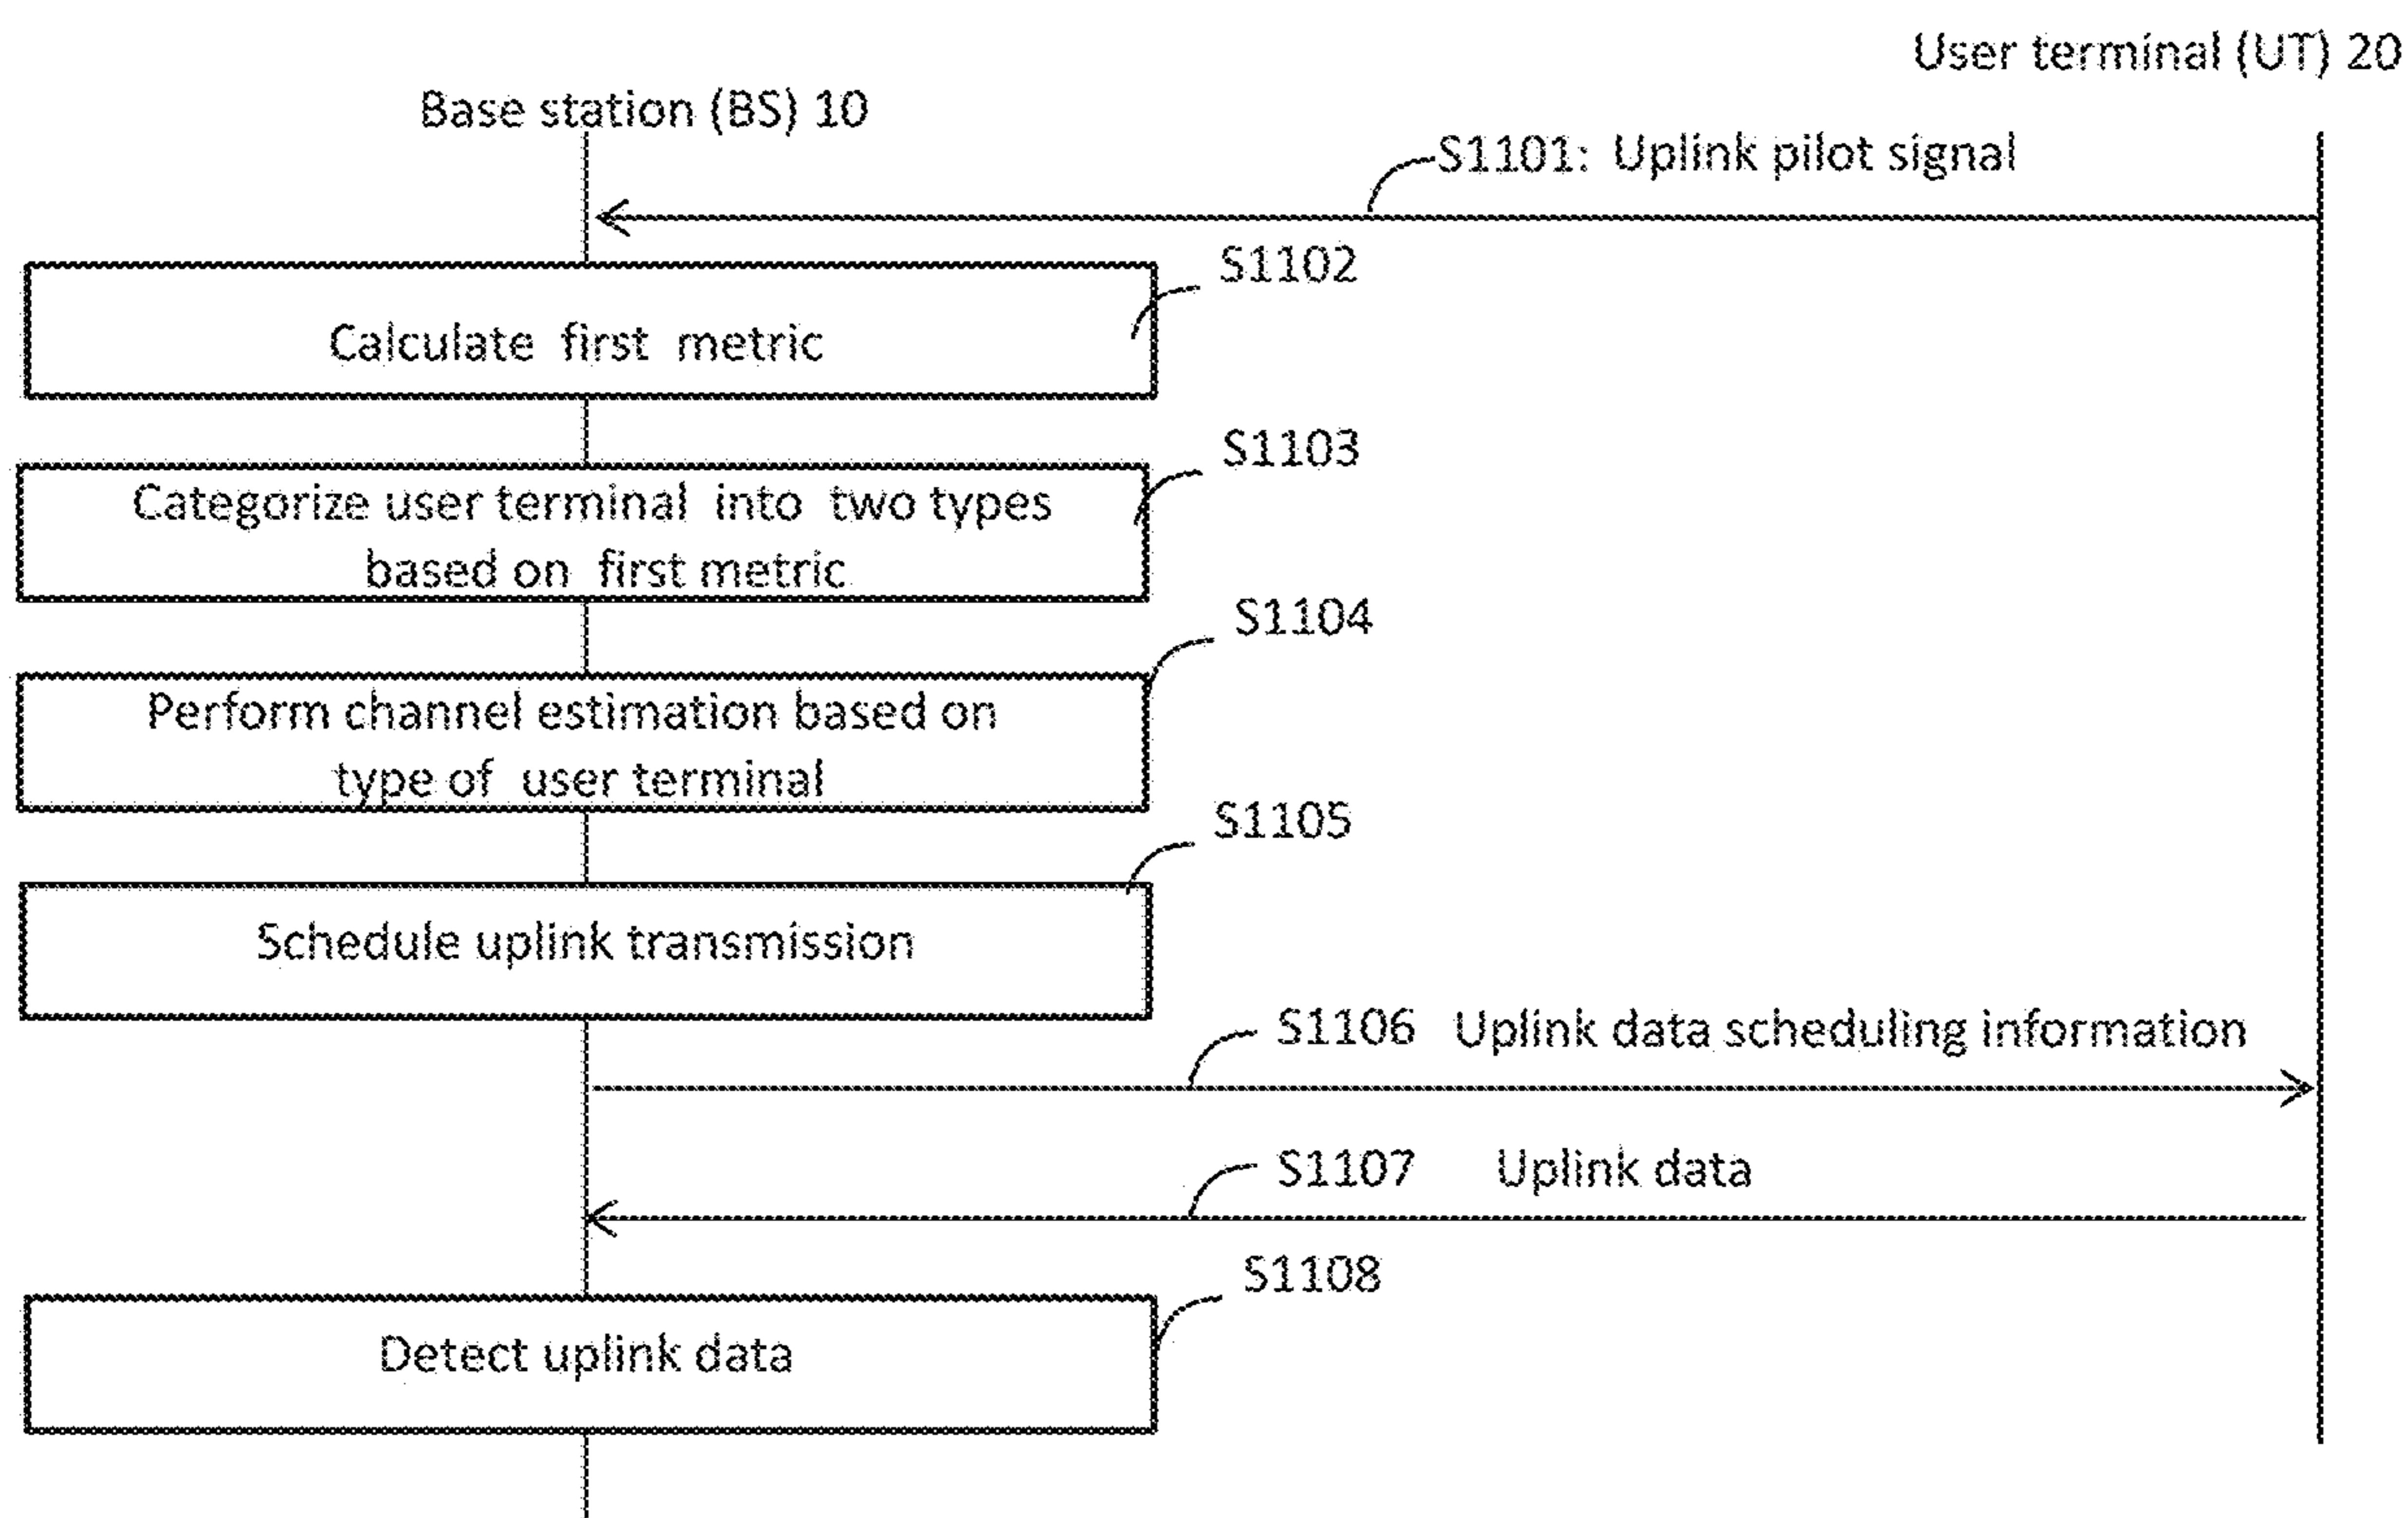 User terminal (UT) 20
Base station (BS) 10
S1101: Uplink pilot signal
S1102
Calculate first metric
S1103
Categorize user terminal into two types
based on first metric
S1104
Perform channel estimation based on
type of user terminal
S1105
Schedule uplink transmission
S1106 Uplink data scheduling information
S1107 Uplink data
S1108
Detect uplink data